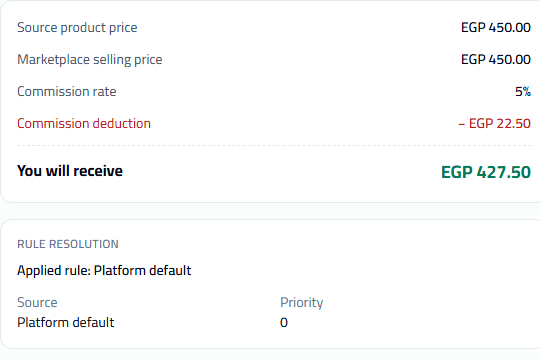 Source product price EGP 450.00
Marketplace selling price EGP 450.00
Commission rate 5%
Commission deduction – EGP 22.50
You will receive EGP 427.50
RULE RESOLUTION
Applied rule: Platform default
Source Priority
Platform default 0